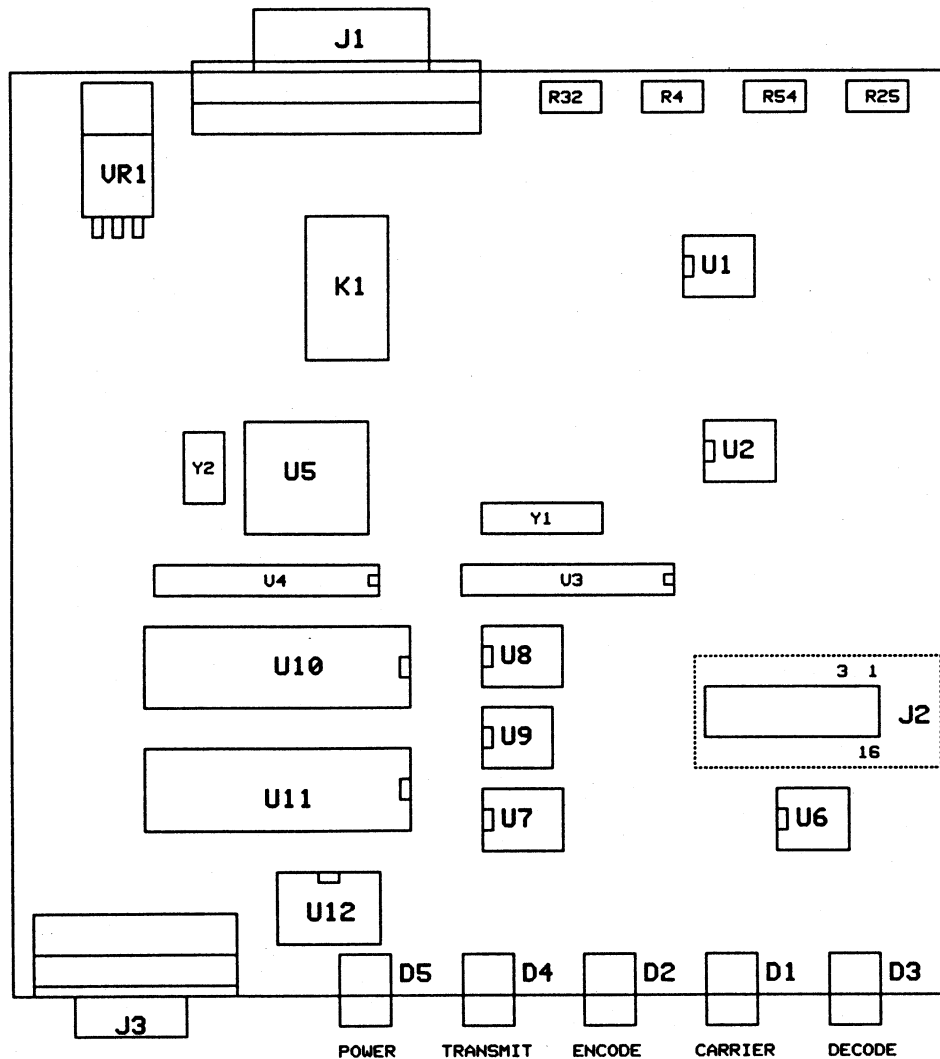 J1
R32 R4 R54 R25
VR1
U1
K1
U2
Y2 U5
Y1
U4 U3
U10 U8
3 1
J2
U9
16
U11 U7 U6
U12
D5 D4 D2 D1 D3
J3
POWER TRANSMIT ENCODE CARRIER DECODE